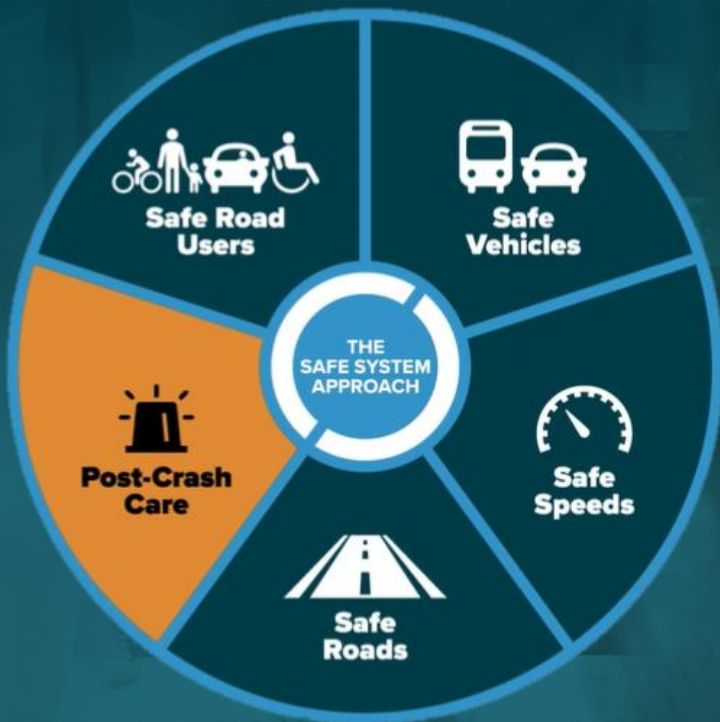 Safe Road
Users
Safe
Vehicles
THE
SAFE SYSTEM
APPROACH
Post-Crash
Care
Safe
Speeds
Safe
Roads